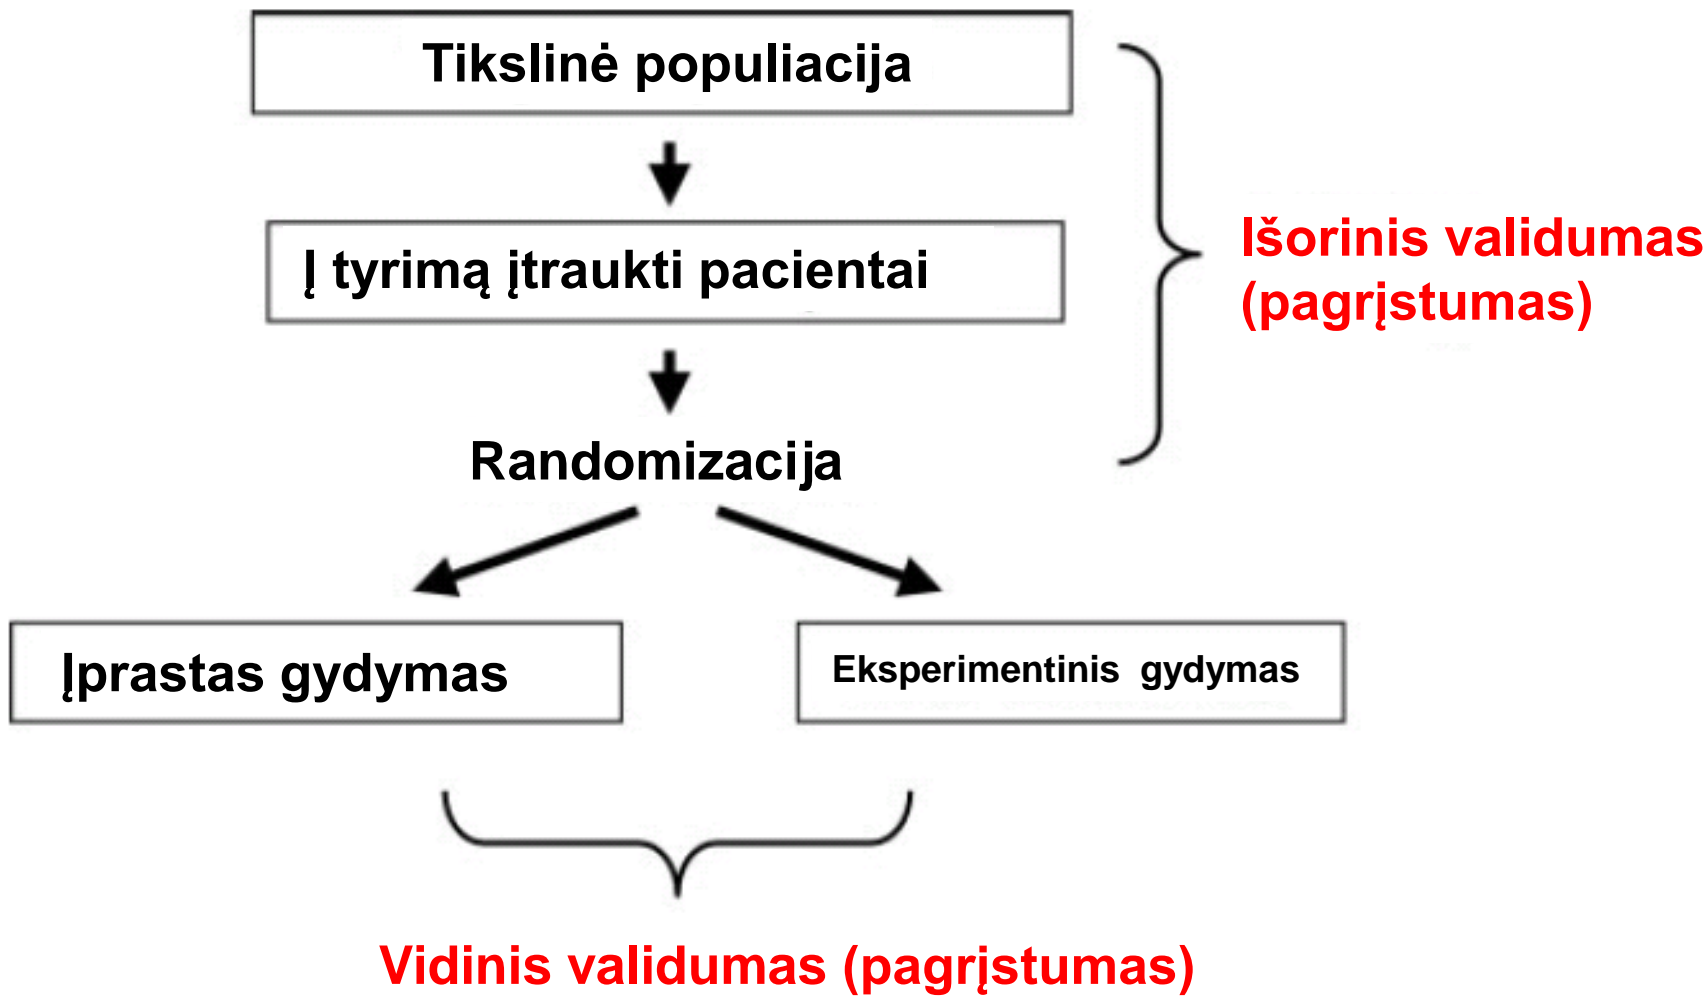 Tikslinė populiacija
Į tyrimą įtraukti pacientai
Išorinis validumas
(pagrįstumas)
Randomizacija
Įprastas gydymas
Eksperimentinis gydymas
Vidinis validumas (pagrįstumas)